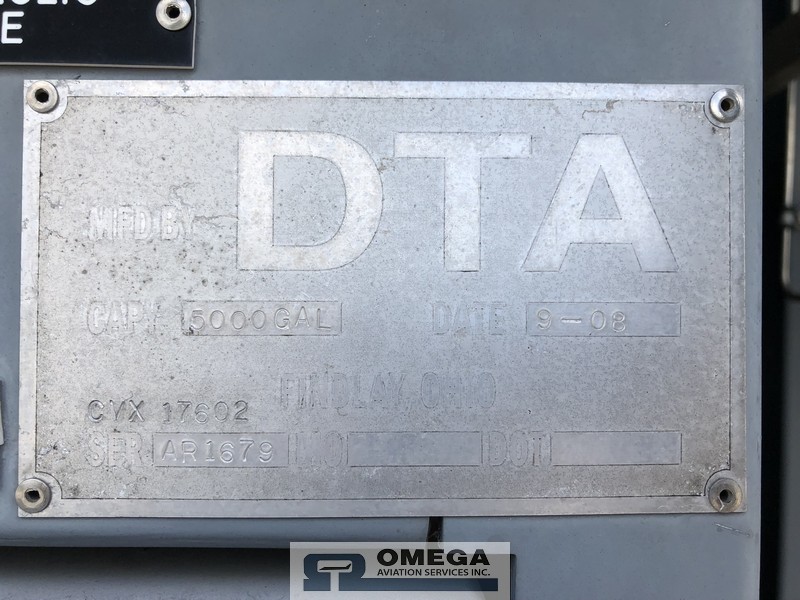 E
MFD BY DTA
CAPY 5000GAL DATE 9-08
FINDLAY, OHIO
CVX 17602
SER AR1679 DOT
OMEGA
AVIATION SERVICES INC.